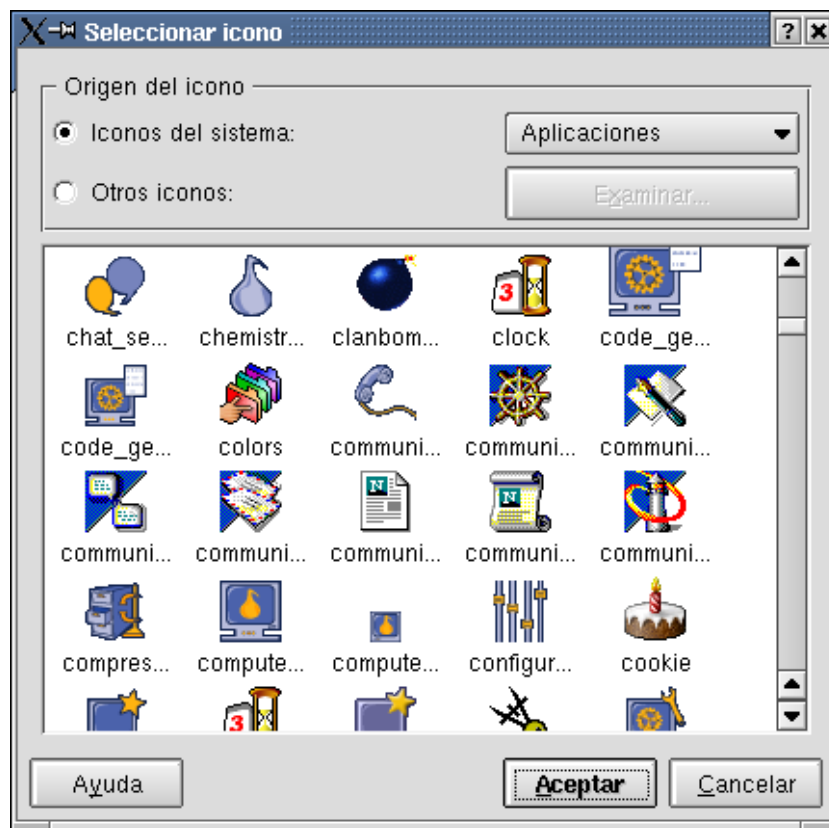 Seleccionar icono
Origen del icono
Iconos del sistema:
Aplicaciones
Otros iconos:
Examinar...
chat_se... chemistr... clanbom... clock code_ge...
code_ge... colors communi... communi... communi...
communi... communi... communi... communi... communi...
compres... compute... compute... configur... cookie
Ayuda
Aceptar
Cancelar